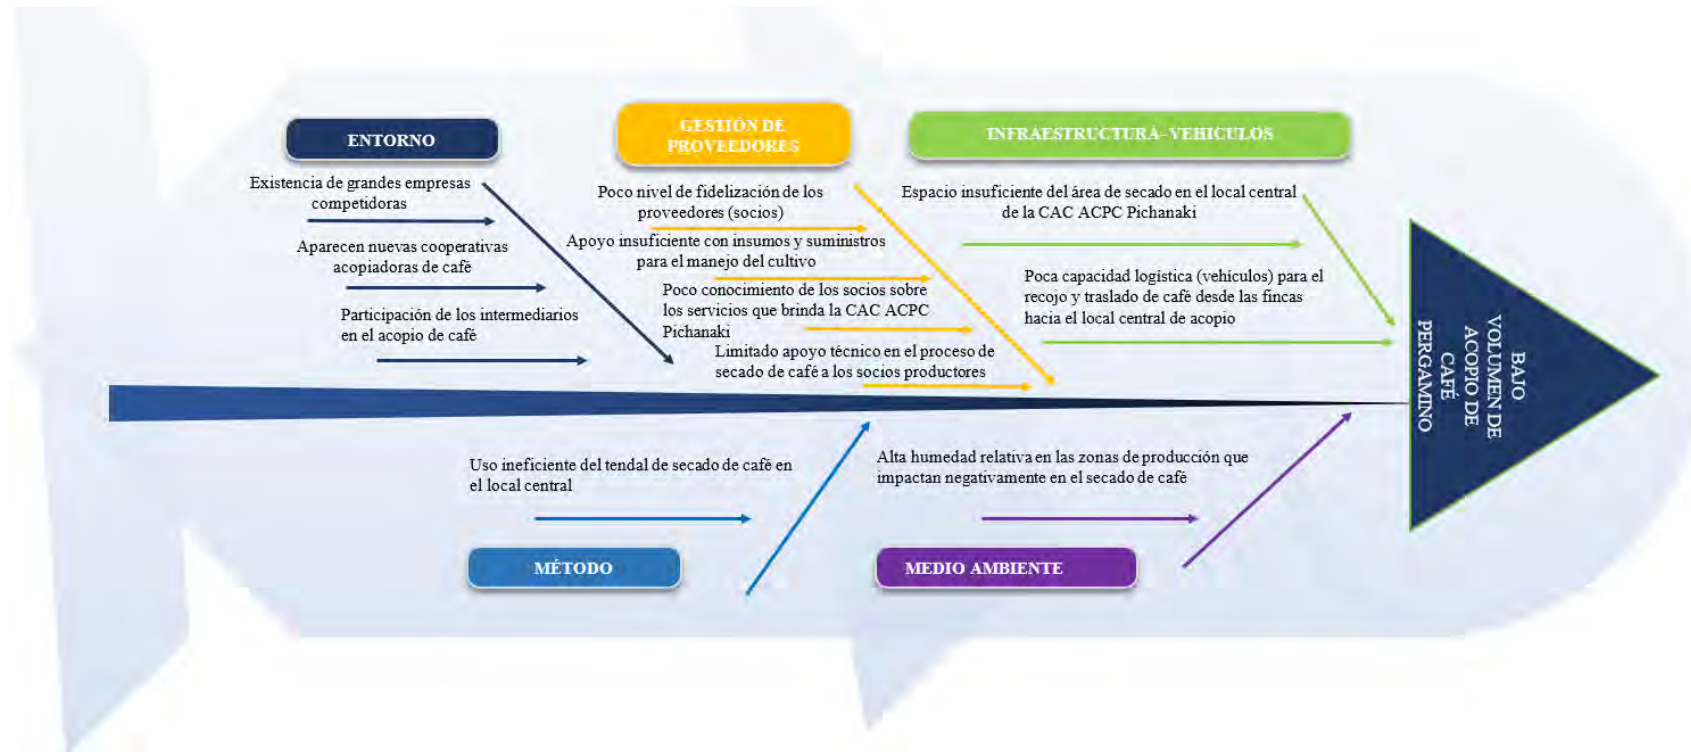 ENTORNO
Existencia de grandes empresas
competidoras
Aparecen nuevas cooperativas
acopiadoras de café
Participación de los intermediarios
en el acopio de café
GESTIÓN DE
PROVEEDORES
Poco nivel de fidelización de los
proveedores (socios)
Apoyo insuficiente con insumos y suministros
para el manejo del cultivo
Poco conocimiento de los socios sobre
los servicios que brinda la CAC ACPC
Pichanaki
Limitado apoyo técnico en el proceso de
secado de café a los socios productores
INFRAESTRUCTURA- VEHICULOS
Espacio insuficiente del área de secado en el local central
de la CAC ACPC Pichanaki
Poca capacidad logística (vehículos) para el
recojo y traslado de café desde las fincas
hacia el local central de acopio
BAJO
VOLUMEN DE
ACOPIO DE
CAFÉ
PERGAMINO
Uso ineficiente del tendal de secado de café en
el local central
MÉTODO
Alta humedad relativa en las zonas de producción que
impactan negativamente en el secado de café
MEDIO AMBIENTE